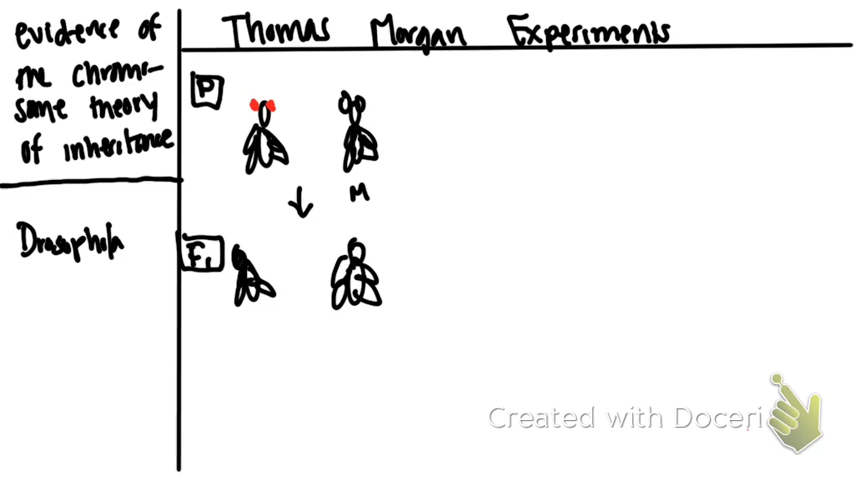 Thomas Morgan Experiments
evidence of
the chromo-
some theory
of inheritance
Drosophila
P
M
F1
Created with Doceri